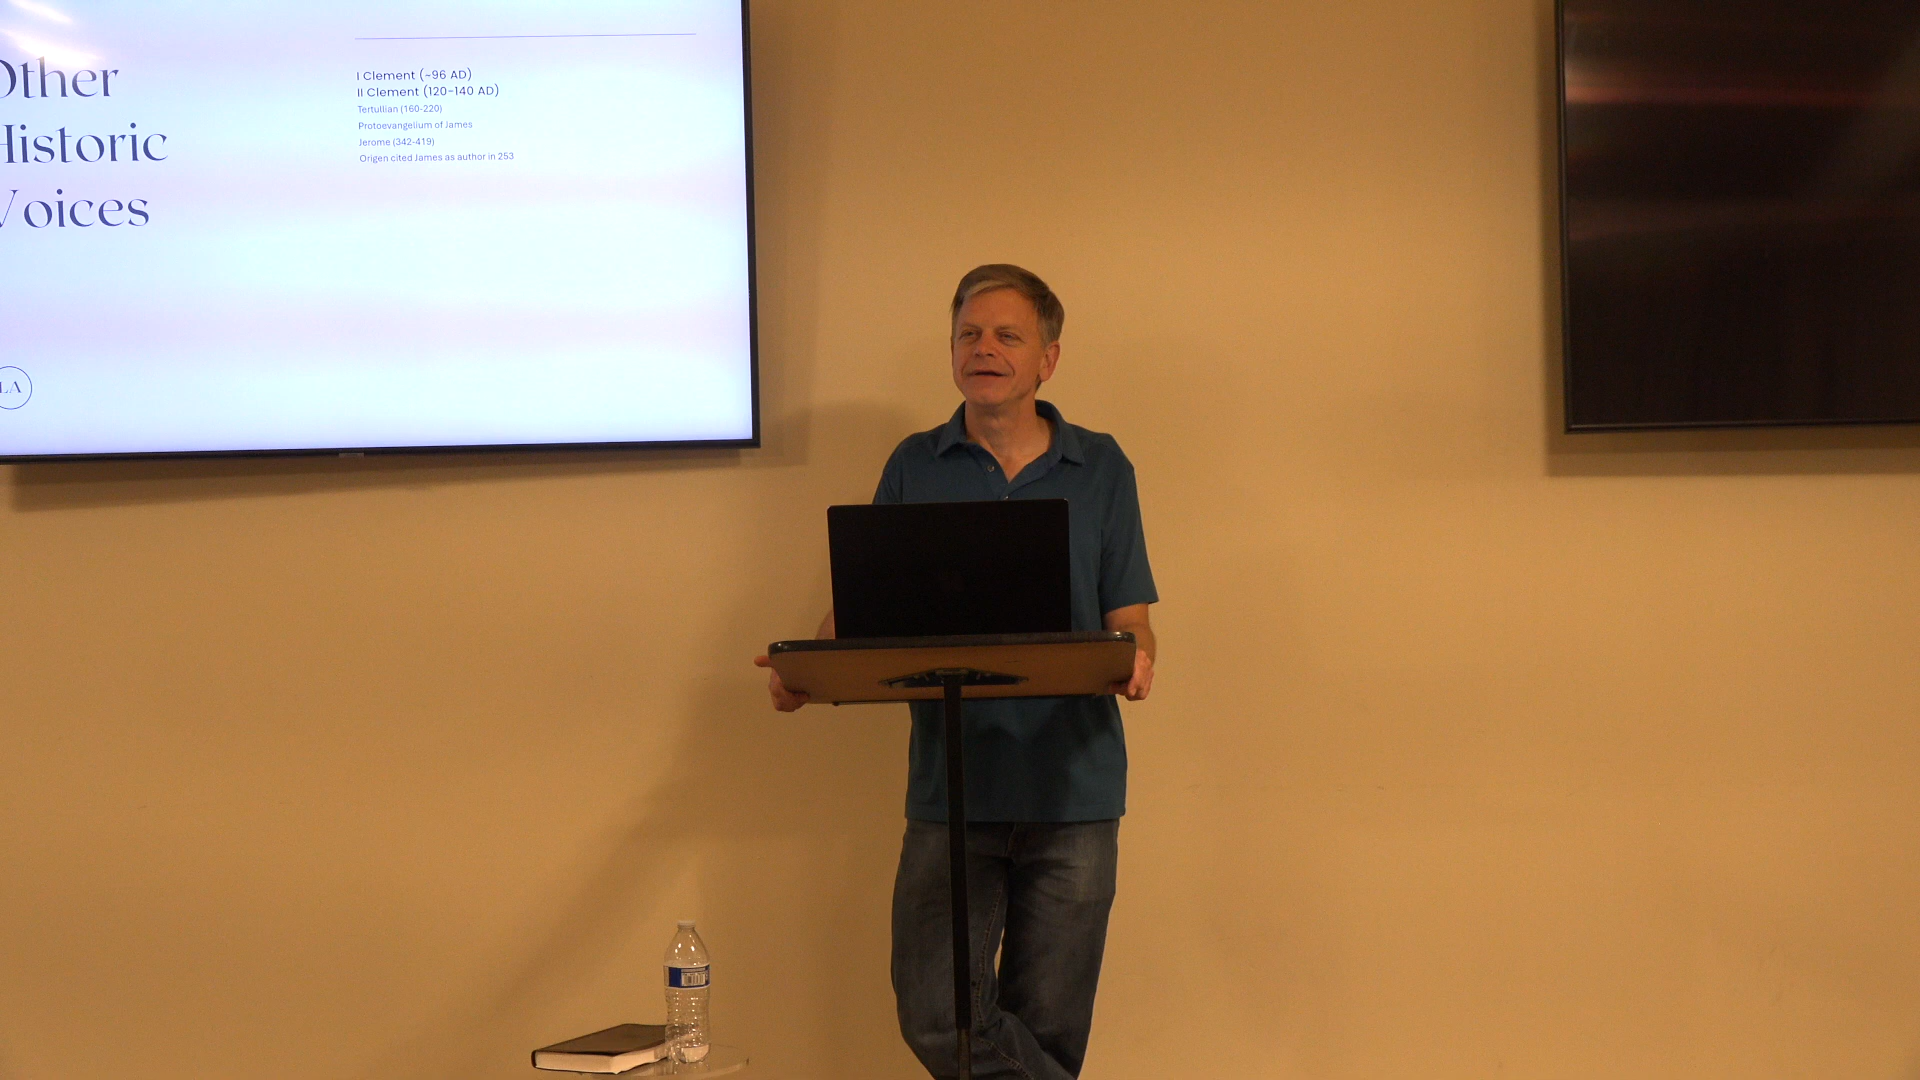 Other
Historic
Voices
I Clement (~96 AD)
II Clement (120-140 AD)
Tertullian (160-220)
Protoevangelium of James
Jerome (342-419)
Origen cited James as author in 253
LA